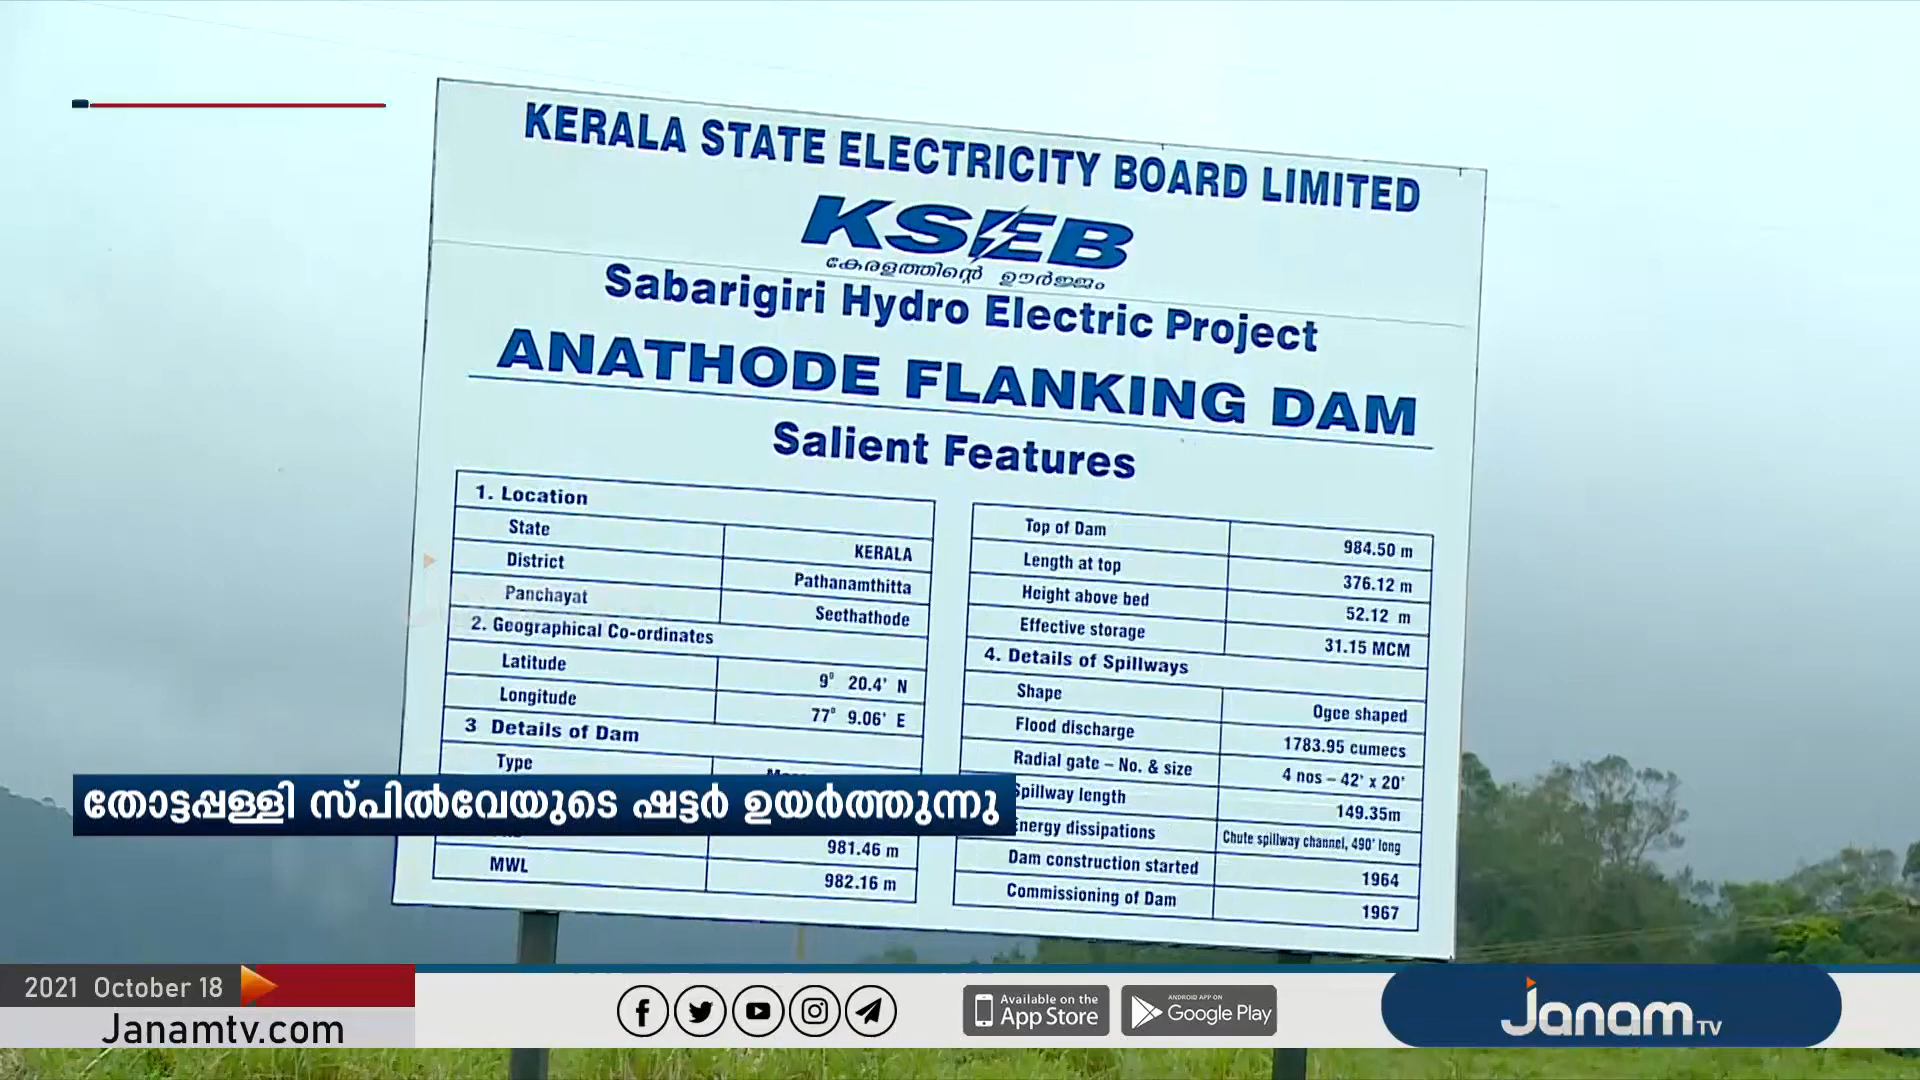 KERALA STATE ELECTRICITY BOARD LIMITED
KSEB
കേരളത്തിന്റെ ഊർജ്ജം
Sabarigiri Hydro Electric Project
ANATHODE FLANKING DAM
Salient Features
1. Location
State KERALA
District Pathanamthitta
Panchayat Seethathode
2. Geographical Co-ordinates
Latitude 9° 20.4' N
Longitude 77° 9.06' E
3 Details of Dam
Type
981.46 m
MWL 982.16 m
Top of Dam 984.50 m
Length at top 376.12 m
Height above bed 52.12 m
Effective storage 31.15 MCM
4. Details of Spillways
Shape Ogee shaped
Flood discharge 1783.95 cumecs
Radial gate – No. & size 4 nos – 42' x 20'
Spillway length 149.35m
Energy dissipations Chute spillway channel, 490' long
Dam construction started 1964
Commissioning of Dam 1967
തോട്ടപ്പള്ളി സ്പിൽവേയുടെ ഷട്ടർ ഉയർത്തുന്നു
2021 October 18
Janamtv.com
Available on the
App Store
ANDROID APP ON
Google Play
Janam TV